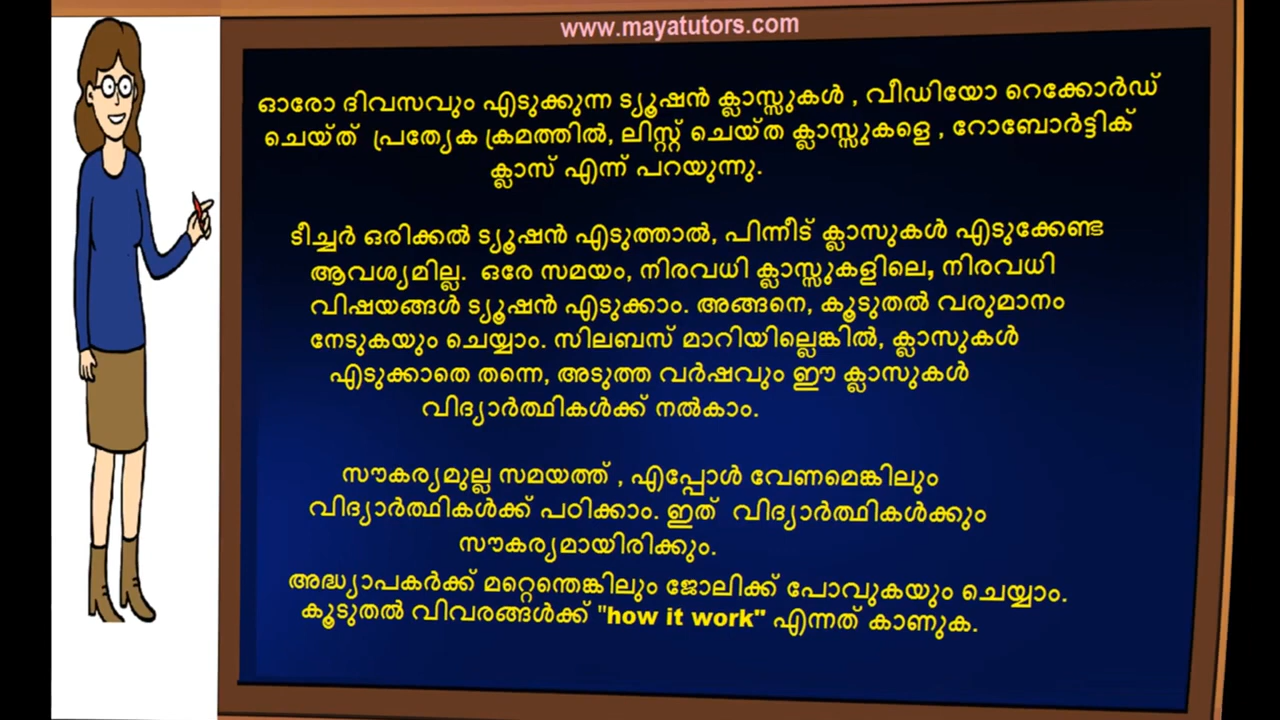 www.mayatutors.com
ഓരോ ദിവസവും എടുക്കുന്ന ട്യൂഷൻ ക്ലാസ്സുകൾ , വീഡിയോ റെക്കോർഡ്
ചെയ്ത് പ്രത്യേക ക്രമത്തിൽ, ലിസ്റ്റ് ചെയ്ത ക്ലാസ്സുകളെ , റോബോർട്ടിക്
ക്ലാസ് എന്ന് പറയുന്നു.
ടീച്ചർ ഒരിക്കൽ ട്യൂഷൻ എടുത്താൽ, പിന്നീട് ക്ലാസുകൾ എടുക്കേണ്ട
ആവശ്യമില്ല. ഒരേ സമയം, നിരവധി ക്ലാസ്സുകളിലെ, നിരവധി
വിഷയങ്ങൾ ട്യൂഷൻ എടുക്കാം. അങ്ങനെ, കൂടുതൽ വരുമാനം
നേടുകയും ചെയ്യാം. സിലബസ് മാറിയില്ലെങ്കിൽ, ക്ലാസുകൾ
എടുക്കാതെ തന്നെ, അടുത്ത വർഷവും ഈ ക്ലാസുകൾ
വിദ്യാർത്ഥികൾക്ക് നൽകാം.
സൗകര്യമുല്ല സമയത്ത് , എപ്പോൾ വേണമെങ്കിലും
വിദ്യാർത്ഥികൾക്ക് പഠിക്കാം. ഇത് വിദ്യാർത്ഥികൾക്കും
സൗകര്യമായിരിക്കും.
അദ്ധ്യാപകർക്ക് മറ്റെന്തെങ്കിലും ജോലിക്ക് പോവുകയും ചെയ്യാം.
കൂടുതൽ വിവരങ്ങൾക്ക് "how it work" എന്നത് കാണുക.